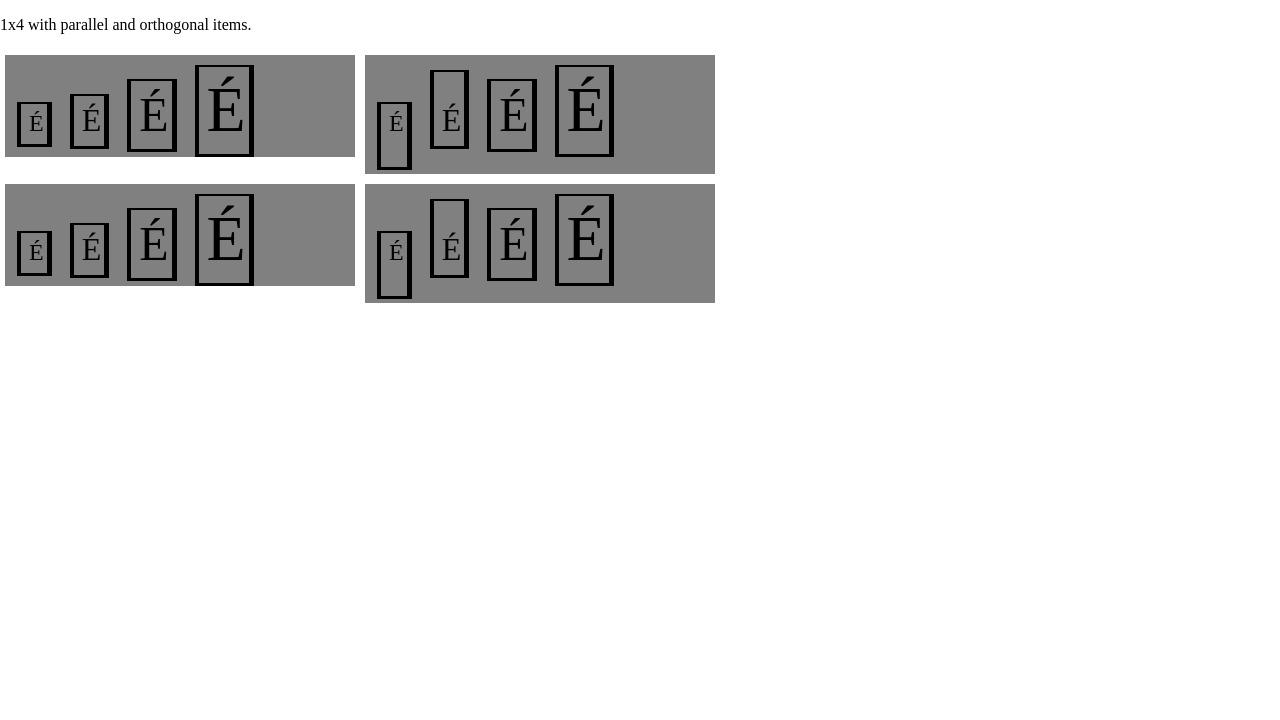 1x4 with parallel and orthogonal items.
É É É É É É É É
É É É É É É É É